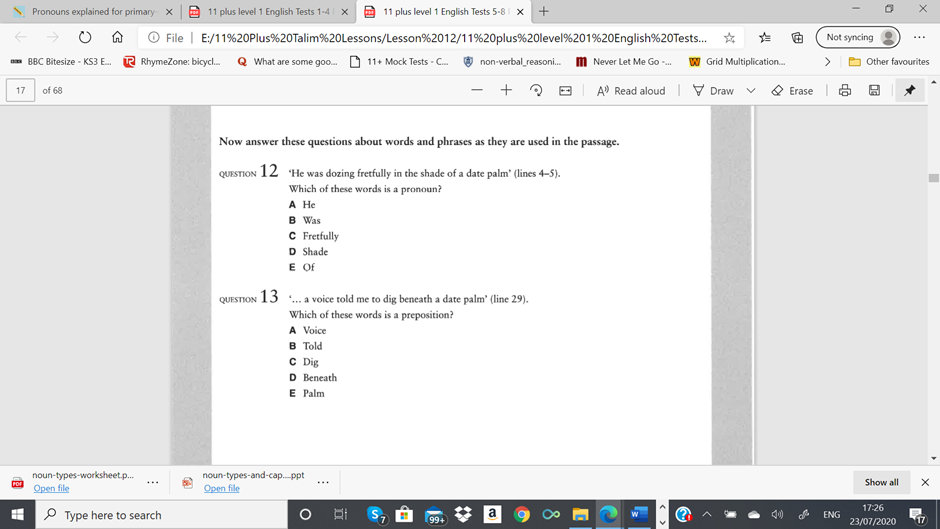 Pronouns explained for primary-
11 plus level 1 English Tests 1-4
11 plus level 1 English Tests 5-8
File
E:/11%20Plus%20Talim%20Lessons/Lesson%2012/11%20plus%20level%201%20English%20Tests...
Not syncing
BBC Bitesize - KS3 E...
RhymeZone: bicycl...
What are some goo...
11+ Mock Tests - C...
non-verbal_reasoni...
Never Let Me Go -...
Grid Multiplication...
Other favourites
17 of 68
Read aloud
Draw
Erase
Now answer these questions about words and phrases as they are used in the passage.
QUESTION 12 ‘He was dozing fretfully in the shade of a date palm’ (lines 4–5).
Which of these words is a pronoun?
A He
B Was
C Fretfully
D Shade
E Of
QUESTION 13 ‘... a voice told me to dig beneath a date palm’ (line 29).
Which of these words is a preposition?
A Voice
B Told
C Dig
D Beneath
E Palm
noun-types-worksheet.p...
Open file
noun-types-and-cap....ppt
Open file
Show all
Type here to search
7
99+
ENG
17:26
23/07/2020
17